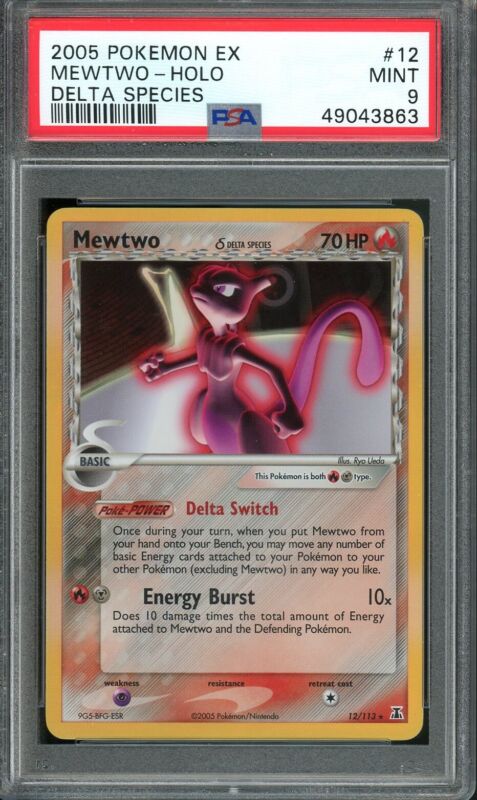 2005 POKEMON EX #12
MEWTWO - HOLO MINT
DELTA SPECIES 9
PSA 49043863
Mewtwo δ DELTA SPECIES 70 HP
BASIC
Illus. Ryo Ueda
This Pokémon is both type.
Poké-POWER Delta Switch
Once during your turn, when you put Mewtwo from
your hand onto your Bench, you may move any number of
basic Energy cards attached to your Pokémon to your
other Pokémon (excluding Mewtwo) in any way you like.
Energy Burst 10x
Does 10 damage times the total amount of Energy
attached to Mewtwo and the Defending Pokémon.
weakness resistance retreat cost
9G5-BFG-ESR ©2005 Pokémon/Nintendo 12/113 ★